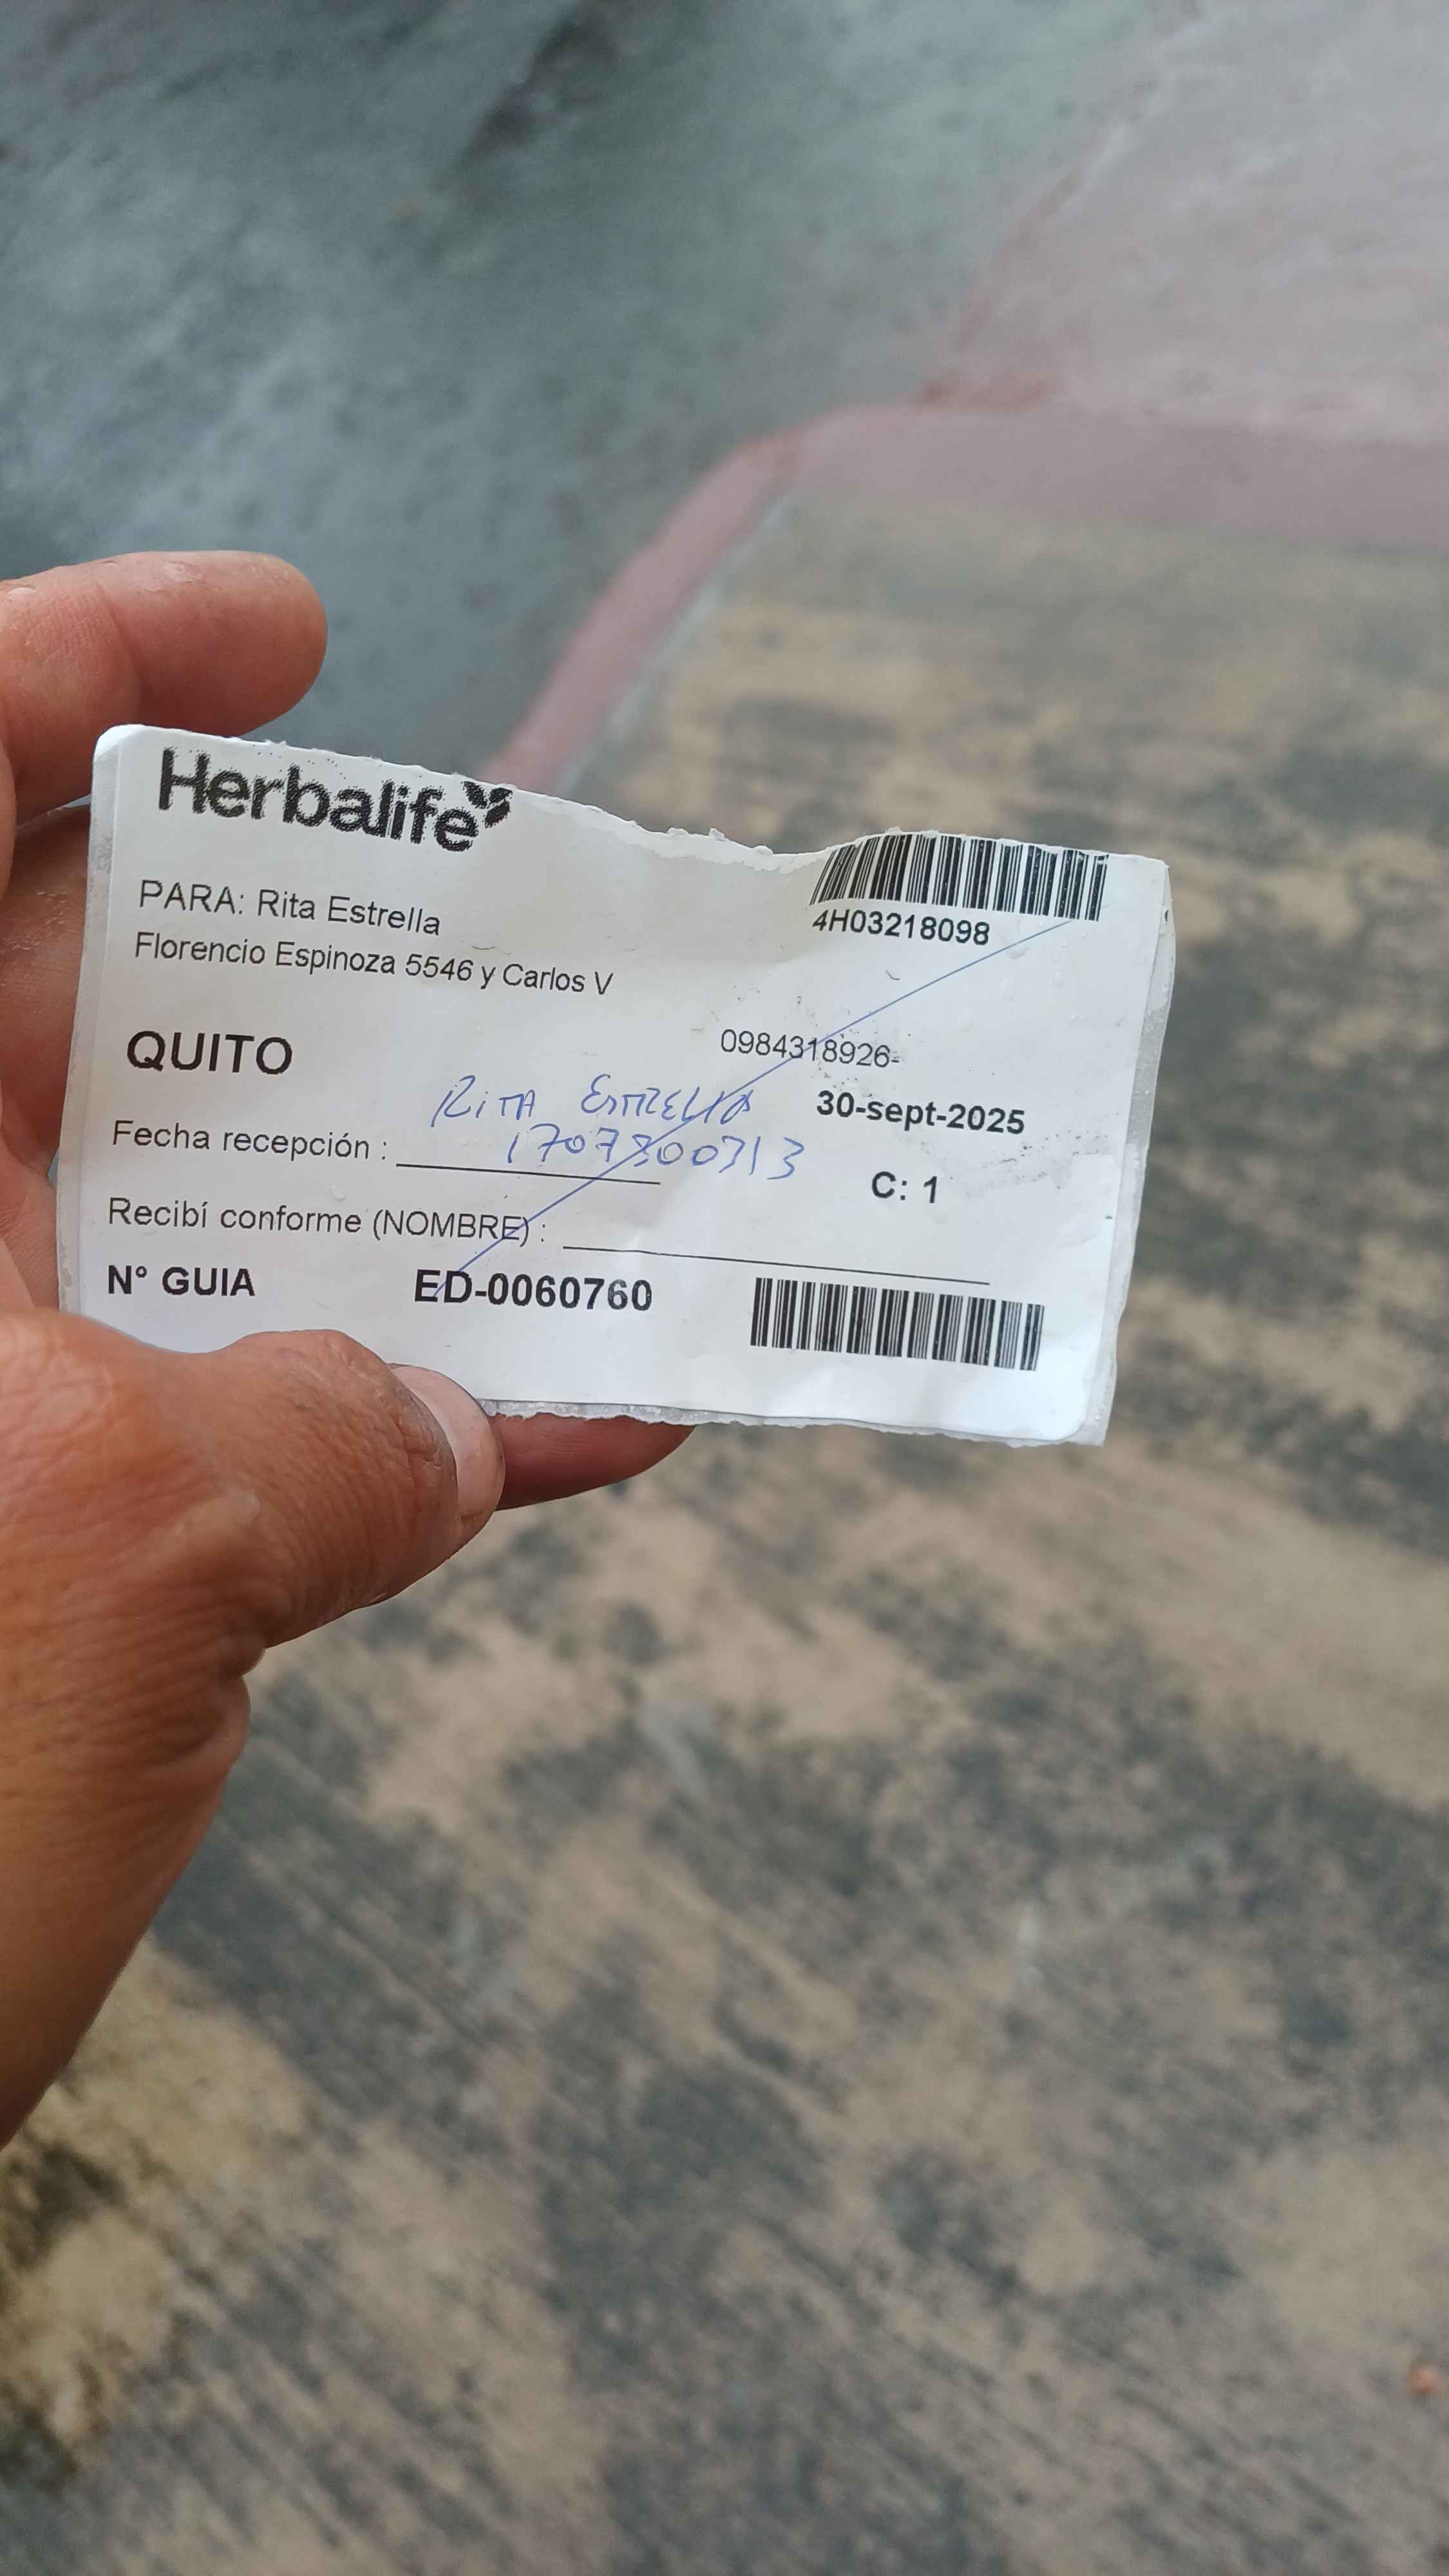 Herbalife
4H03218098
PARA: Rita Estrella
Florencio Espinoza 5546 y Carlos V
QUITO
0984318926-
30-sept-2025
RITA ESTRELLA
Fecha recepción :
1707300313
C: 1
Recibí conforme (NOMBRE) :
N° GUIA ED-0060760